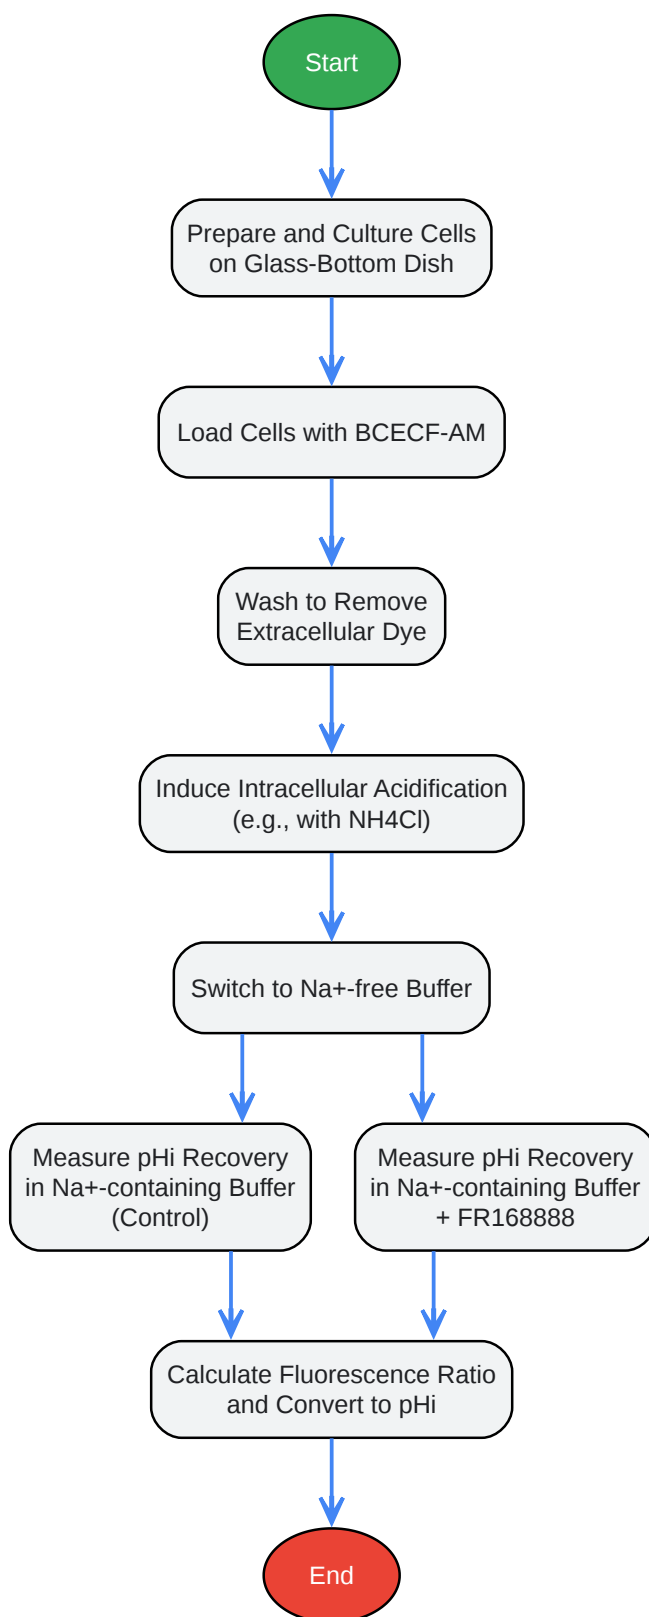 Start
Prepare and Culture Cells
on Glass-Bottom Dish
Load Cells with BCECF-AM
Wash to Remove
Extracellular Dye
Induce Intracellular Acidification
(e.g., with NH4Cl)
Switch to Na+-free Buffer
Measure pHi Recovery
in Na+-containing Buffer
(Control)
Measure pHi Recovery
in Na+-containing Buffer
+ FR168888
Calculate Fluorescence Ratio
and Convert to pHi
End